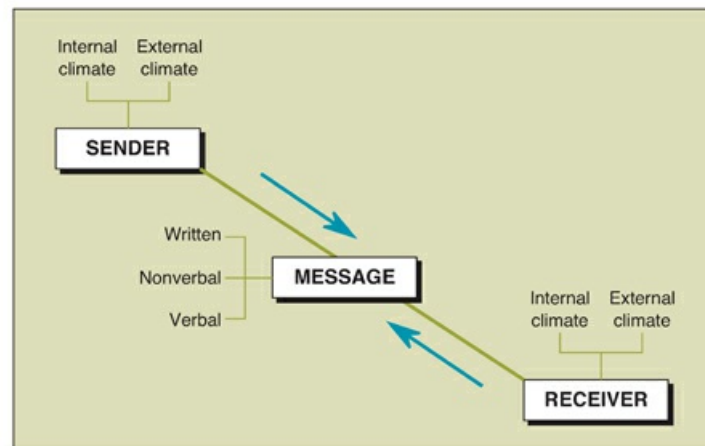 Internal climate
External climate
SENDER
Written
Nonverbal
Verbal
MESSAGE
Internal climate
External climate
RECEIVER